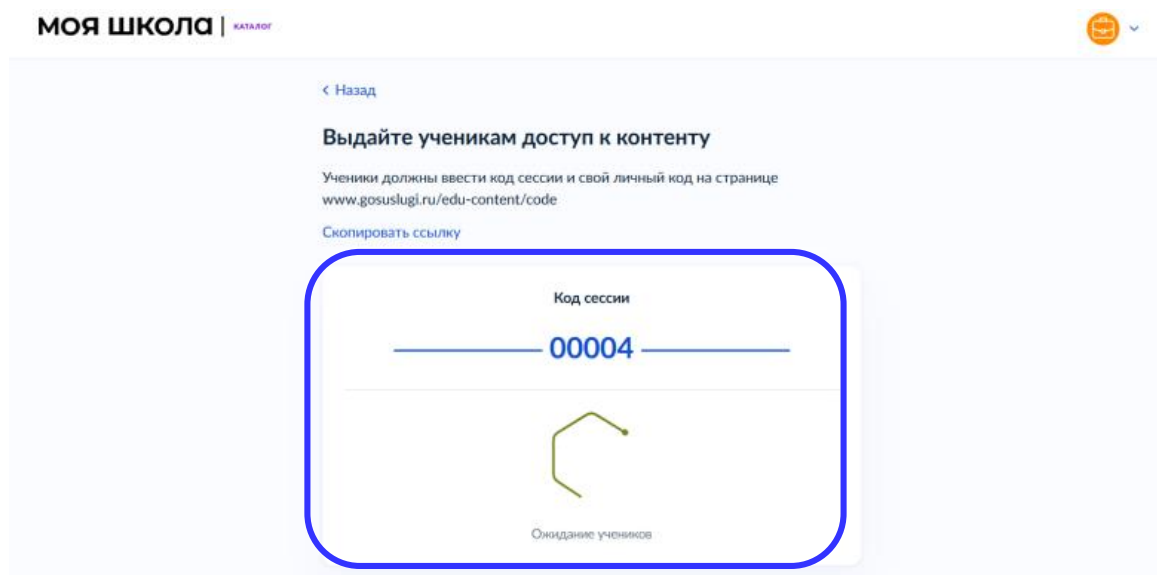 МОЯ ШКОЛА | КАТАЛОГ
< Назад
Выдайте ученикам доступ к контенту
Ученики должны ввести код сессии и свой личный код на странице
www.gosuslugi.ru/edu-content/code
Скопировать ссылку
Код сессии
00004
Ожидание учеников